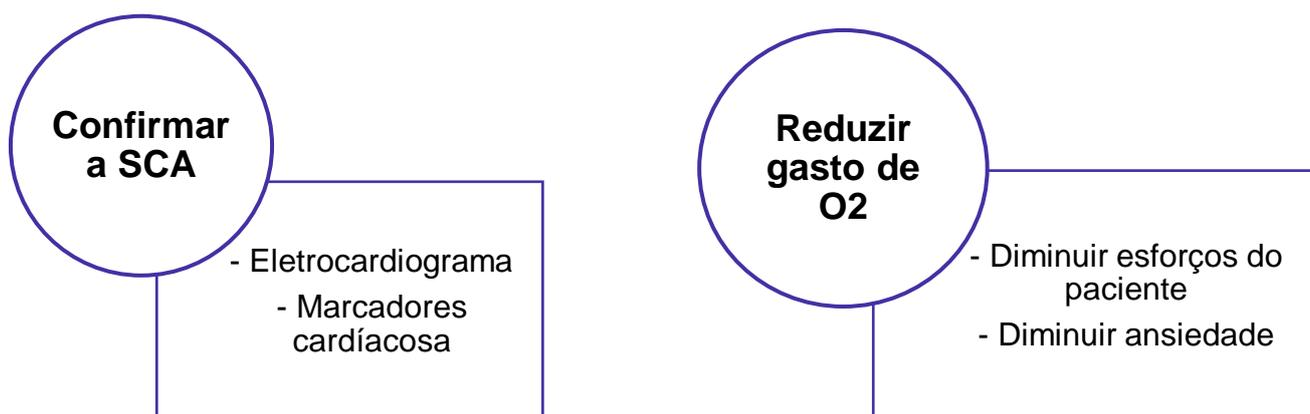 Confirmar
a SCA
- Eletrocardiograma
- Marcadores
cardíacosa
Reduzir
gasto de
O2
- Diminuir esforços do
paciente
- Diminuir ansiedade